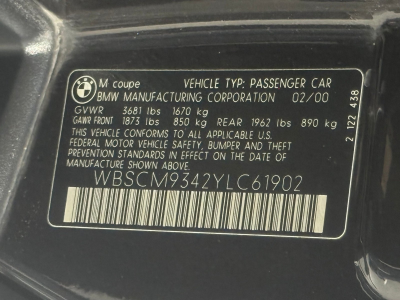 BMW
M coupe VEHICLE TYP: PASSENGER CAR
BMW MANUFACTURING CORPORATION 02/00
GVWR 3681 lbs 1670 kg
GAWR FRONT 1873 lbs 850 kg REAR 1962 lbs 890 kg
THIS VEHICLE CONFORMS TO ALL APPLICABLE U.S.
FEDERAL MOTOR VEHICLE SAFETY, BUMPER AND THEFT
PREVENTION STANDARDS IN EFFECT ON THE DATE OF
MANUFACTURE SHOWN ABOVE.
WBSCM9342YLC61902
2 122 438